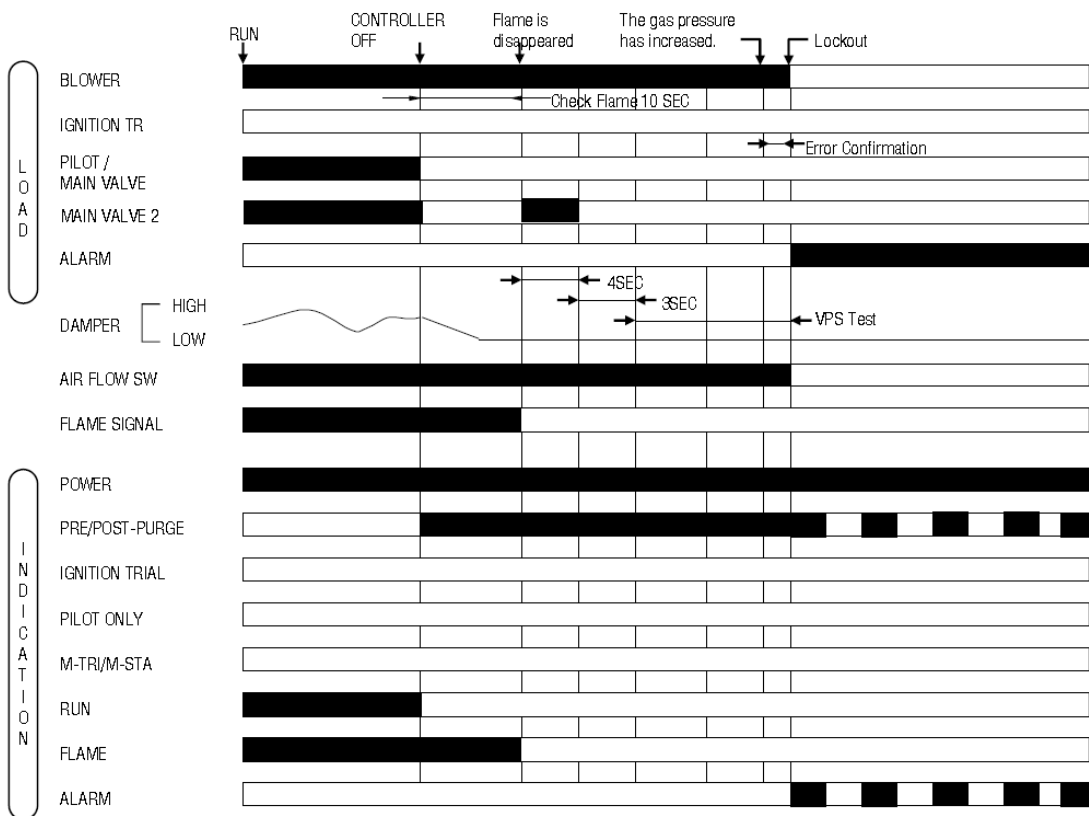 RUN
CONTROLLER
OFF
Flame is
disappeared
The gas pressure
has increased.
Lockout
LOAD
BLOWER
Check Flame 10 SEC
IGNITION TR
Error Confirmation
PILOT /
MAIN VALVE
MAIN VALVE 2
ALARM
4SEC
3SEC
DAMPER
HIGH
LOW
VPS Test
AIR FLOW SW
FLAME SIGNAL
INDICATION
POWER
PRE/POST-PURGE
IGNITION TRIAL
PILOT ONLY
M-TRI/M-STA
RUN
FLAME
ALARM